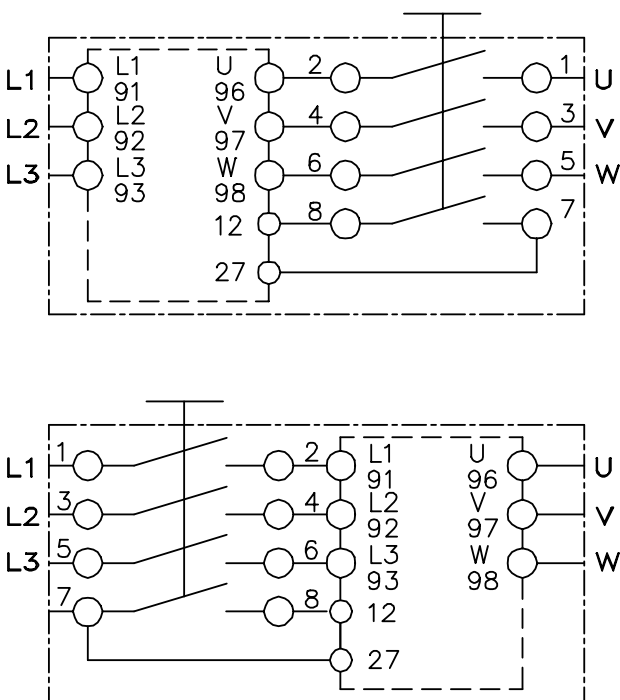 L1 L1 U 2 1 U
91 96
L2 L2 V 4 3 V
92 97
L3 L3 W 6 5 W
93 98
12 8 7
27
L1 1 2 L1 U U
91 96
L2 3 4 L2 V V
92 97
L3 5 6 L3 W W
93 98
7 8 12
27